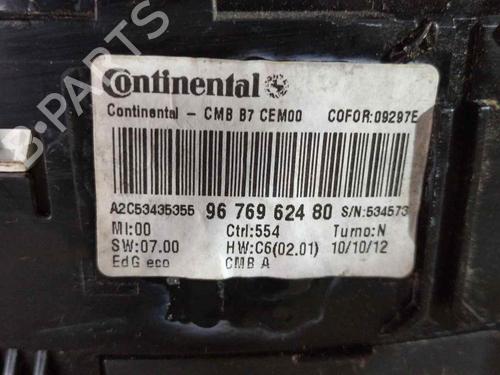 B-PARTS
Continental
Continental - CMB B7 CEM00 COFOR:09297E
A2C53435355 96 769 624 80 S/N:534573
MI:00 Ctrl:554 Turno:N
SW:07.00 HW:C6(02.01) 10/10/12
EdG eco CMB A